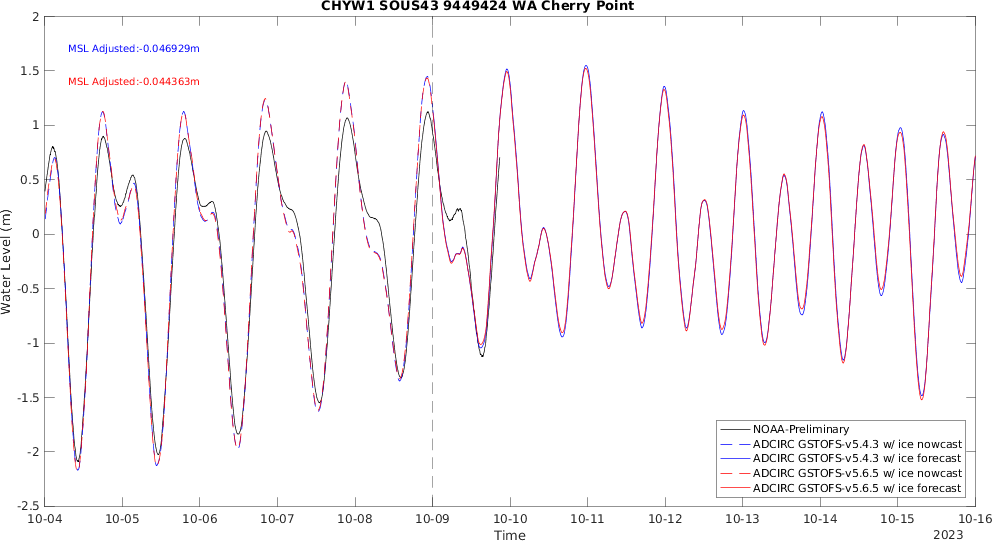 CHYW1 SOUS43 9449424 WA Cherry Point
MSL Adjusted:-0.046929m
MSL Adjusted:-0.044363m
Water Level (m)
2
1.5
1
0.5
0
-0.5
-1
-1.5
-2
-2.5
NOAA-Preliminary
ADCIRC GSTOFS-v5.4.3 w/ ice nowcast
ADCIRC GSTOFS-v5.4.3 w/ ice forecast
ADCIRC GSTOFS-v5.6.5 w/ ice nowcast
ADCIRC GSTOFS-v5.6.5 w/ ice forecast
10-04 10-05 10-06 10-07 10-08 10-09 10-10 10-11 10-12 10-13 10-14 10-15 10-16
Time
2023